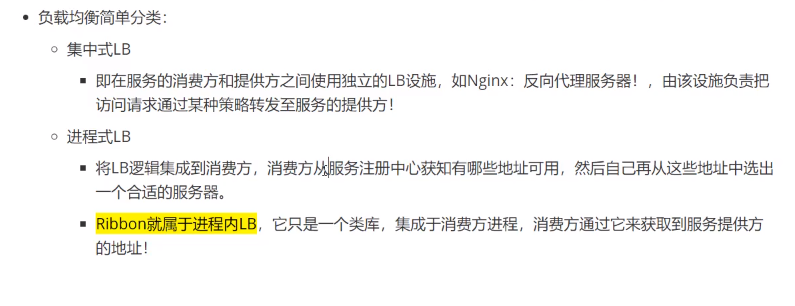 负载均衡简单分类：
集中式LB
即在服务的消费方和提供方之间使用独立的LB设施，如Nginx：反向代理服务器！，由该设施负责把
访问请求通过某种策略转发至服务的提供方！
进程式LB
将LB逻辑集成到消费方，消费方从服务注册中心获知有哪些地址可用，然后自己再从这些地址中选出
一个合适的服务器。
Ribbon就属于进程内LB，它只是一个类库，集成于消费方进程，消费方通过它来获取到服务提供方
的地址！